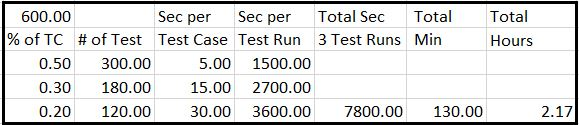 600.00 Sec per Sec per Total Sec Total Total
% of TC # of Test Test Case Test Run 3 Test Runs Min Hours
0.50 300.00 5.00 1500.00
0.30 180.00 15.00 2700.00
0.20 120.00 30.00 3600.00 7800.00 130.00 2.17